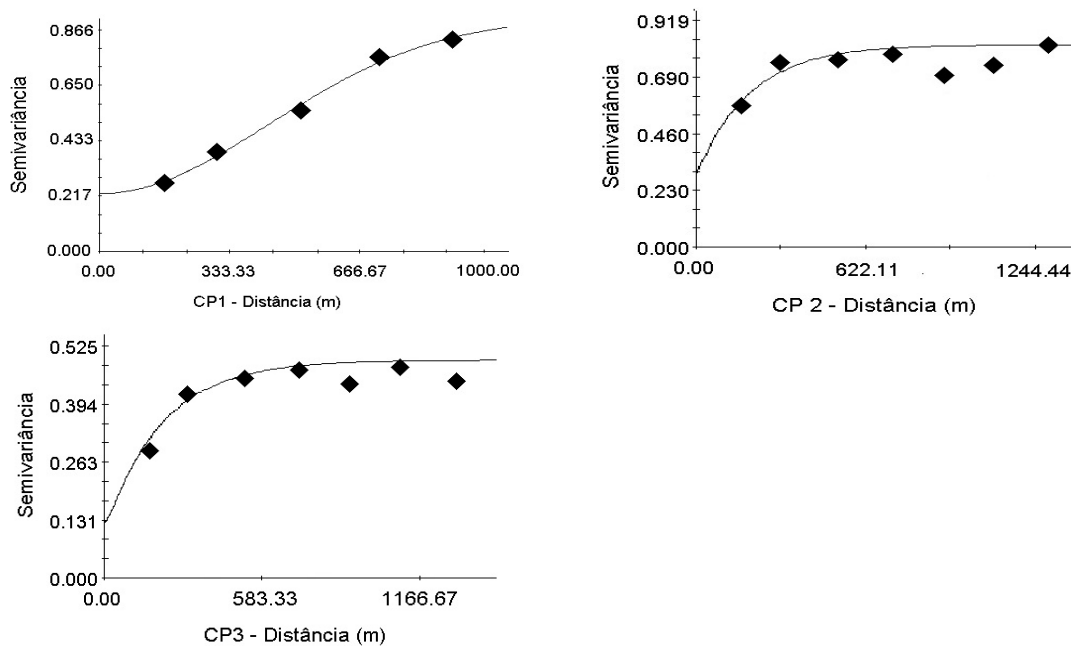 0.866
0.650
0.433
0.217
0.000
Semivariância
0.00 333.33 666.67 1000.00
CP1 - Distância (m)
0.919
0.690
0.460
0.230
0.000
Semivariância
0.00 622.11 1244.44
CP 2 - Distância (m)
0.525
0.394
0.263
0.131
0.000
Semivariância
0.00 583.33 1166.67
CP3 - Distância (m)